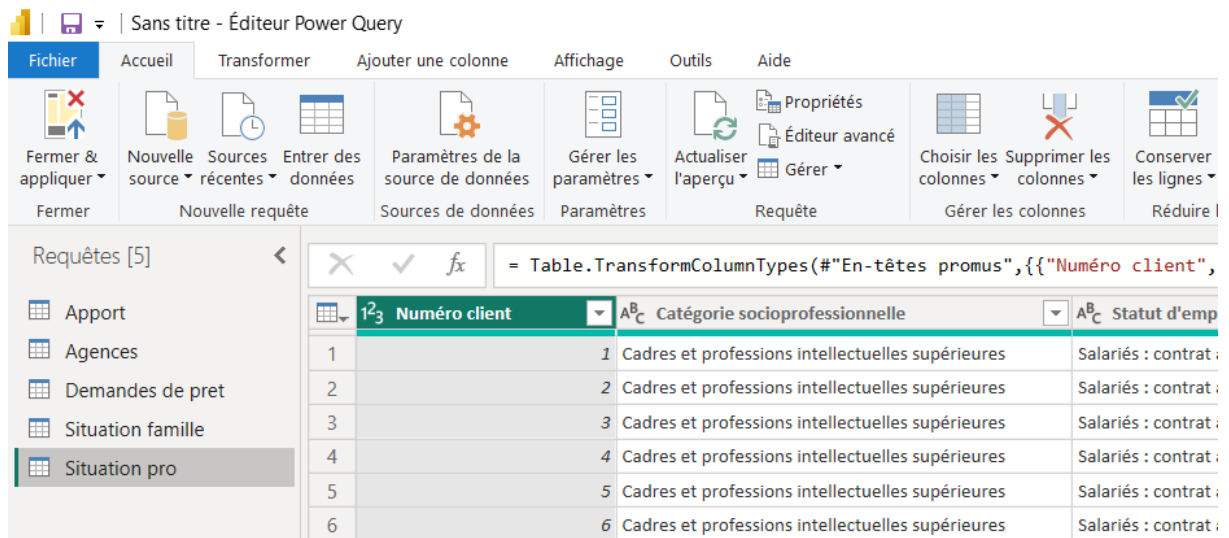 Sans titre - Éditeur Power Query
Fichier Accueil Transformer Ajouter une colonne Affichage Outils Aide
Fermer & appliquer
Nouvelle source
Sources récentes
Entrer des données
Paramètres de la source de données
Gérer les paramètres
Actualiser l'aperçu
Propriétés
Éditeur avancé
Gérer
Choisir les colonnes
Supprimer les colonnes
Conserver les lignes
Fermer Nouvelle requête Sources de données Paramètres Requête Gérer les colonnes Réduire
Requêtes [5]
Apport
Agences
Demandes de pret
Situation famille
Situation pro
fx = Table.TransformColumnTypes(#"En-têtes promus",{{"Numéro client",
1²3 Numéro client ABC Catégorie socioprofessionnelle ABC Statut d'emp
1 1 Cadres et professions intellectuelles supérieures Salariés : contrat
2 2 Cadres et professions intellectuelles supérieures Salariés : contrat
3 3 Cadres et professions intellectuelles supérieures Salariés : contrat
4 4 Cadres et professions intellectuelles supérieures Salariés : contrat
5 5 Cadres et professions intellectuelles supérieures Salariés : contrat
6 6 Cadres et professions intellectuelles supérieures Salariés : contrat